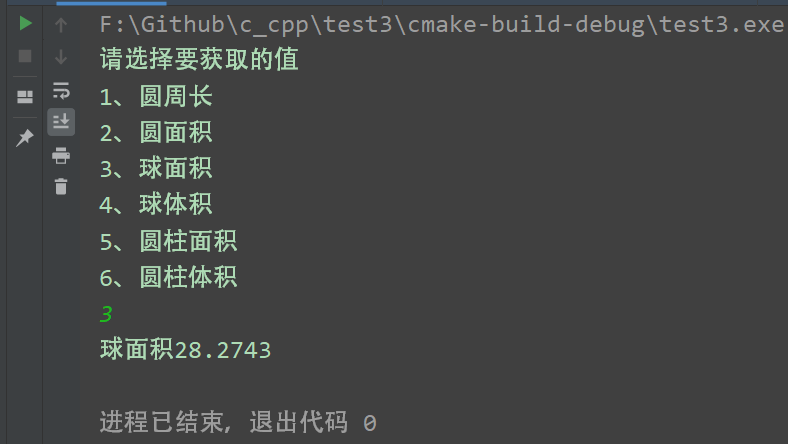 F:\Github\c_cpp\test3\cmake-build-debug\test3.exe
请选择要获取的值
1、圆周长
2、圆面积
3、球面积
4、球体积
5、圆柱面积
6、圆柱体积
3
球面积28.2743
进程已结束,退出代码 0